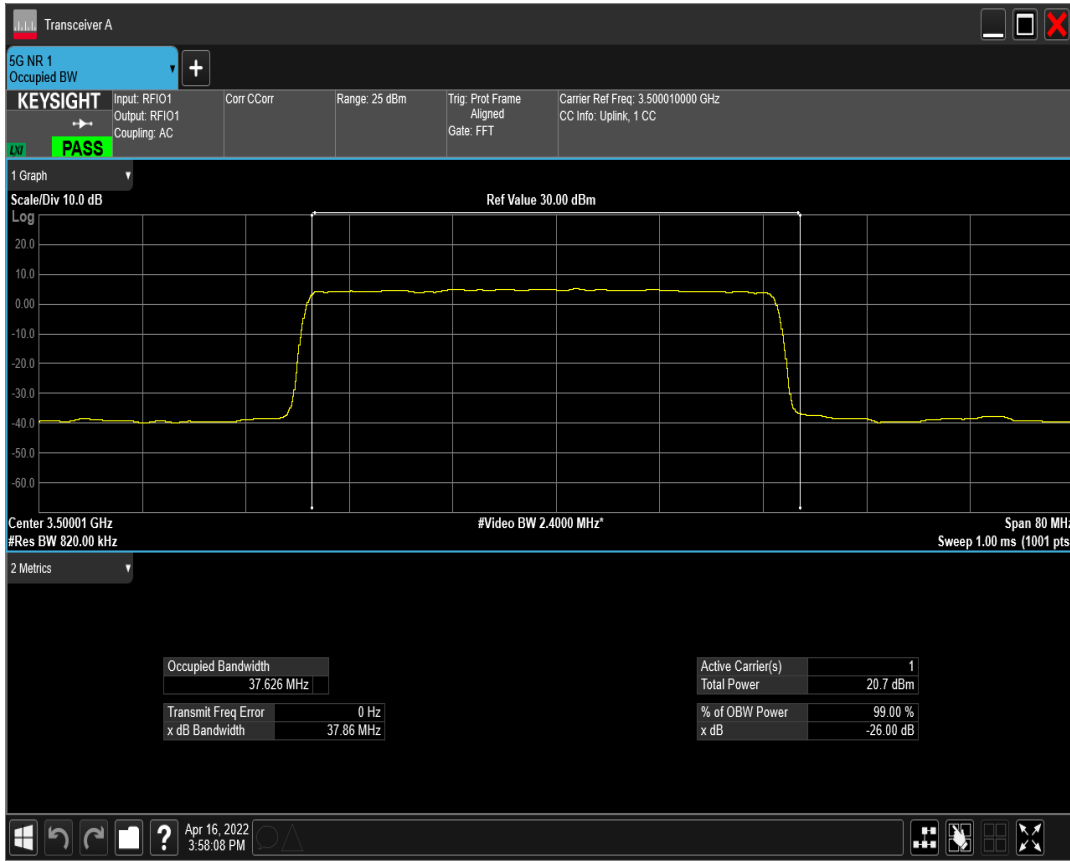 Transceiver A
5G NR 1
Occupied BW
KEYSIGHT
LXI
PASS
Input: RFIO1
Output: RFIO1
Coupling: AC
Corr CCorr
Range: 25 dBm
Trig: Prot Frame
Aligned
Gate: FFT
Carrier Ref Freq: 3.500010000 GHz
CC Info: Uplink, 1 CC
1 Graph
Scale/Div 10.0 dB
Ref Value 30.00 dBm
Log
20.0
10.0
0.00
-10.0
-20.0
-30.0
-40.0
-50.0
-60.0
Center 3.50001 GHz
#Video BW 2.4000 MHz*
Span 80 MHz
#Res BW 820.00 kHz
Sweep 1.00 ms (1001 pts
2 Metrics
Occupied Bandwidth
37.626 MHz
Transmit Freq Error 0 Hz
x dB Bandwidth 37.86 MHz
Active Carrier(s) 1
Total Power 20.7 dBm
% of OBW Power 99.00 %
x dB -26.00 dB
?
Apr 16, 2022
3:58:08 PM